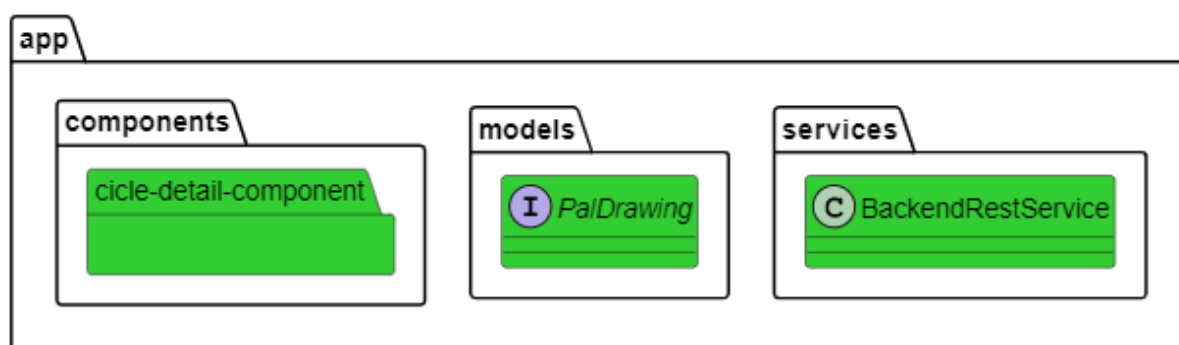 app
components
models
services
cicle-detail-component
I PalDrawing
C BackendRestService